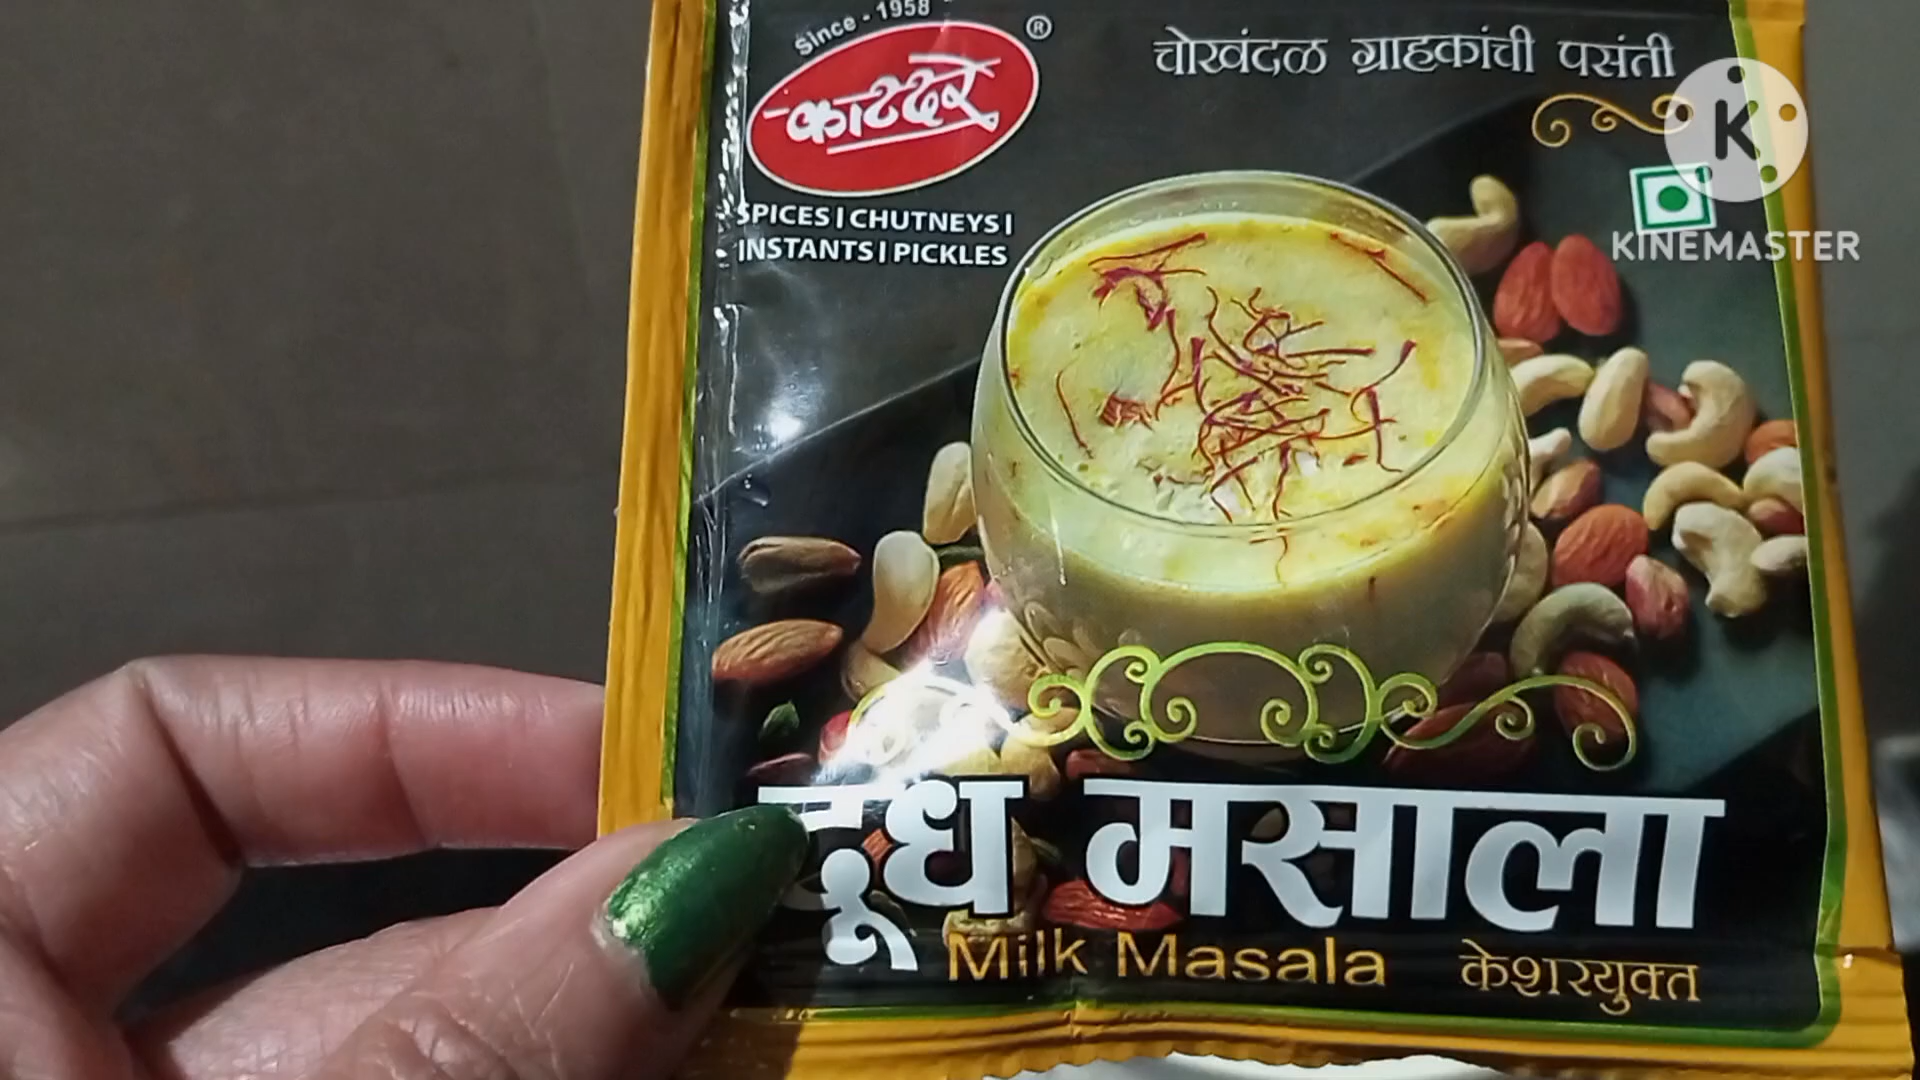 Since - 1958
काटदरे ®
SPICES | CHUTNEYS |
INSTANTS | PICKLES
चोखंदळ ग्राहकांची पसंती
K
KINEMASTER
दूध मसाला
Milk Masala केशरयुक्त